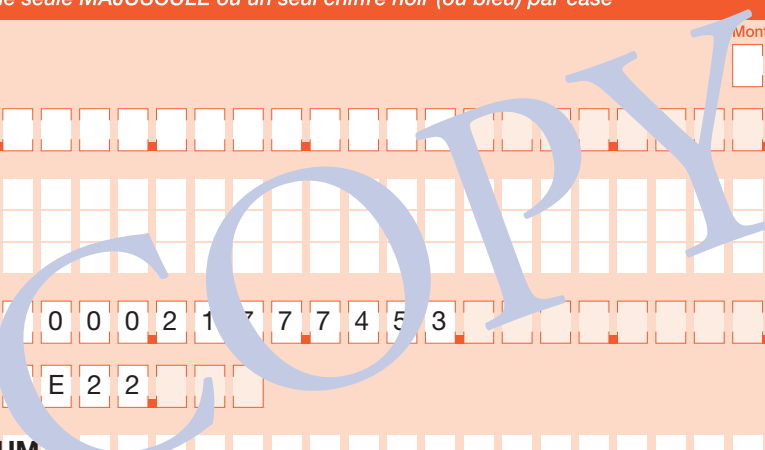 seule MAJUSCULE ou un seul chiffre noir (ou bleu) par case
Mont
COPY
0 0 0 2 1 7 7 7 4 5 3
E 2 2
UM